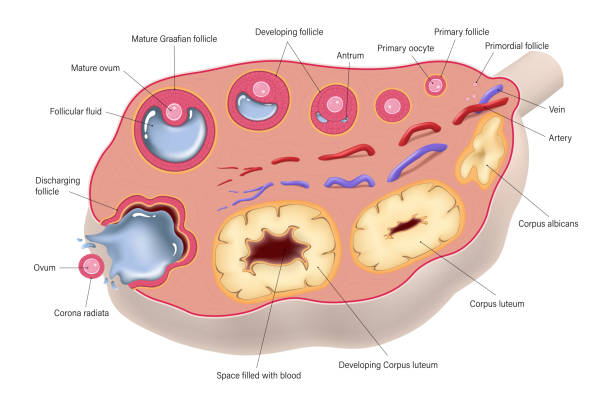 Developing follicle
Primary follicle
Mature Graafian follicle
Primary oocyte
Primordial follicle
Antrum
Mature ovum
Follicular fluid
Vein
Artery
Discharging
follicle
Corpus albicans
Ovum
Corona radiata
Corpus luteum
Developing Corpus luteum
Space filled with blood